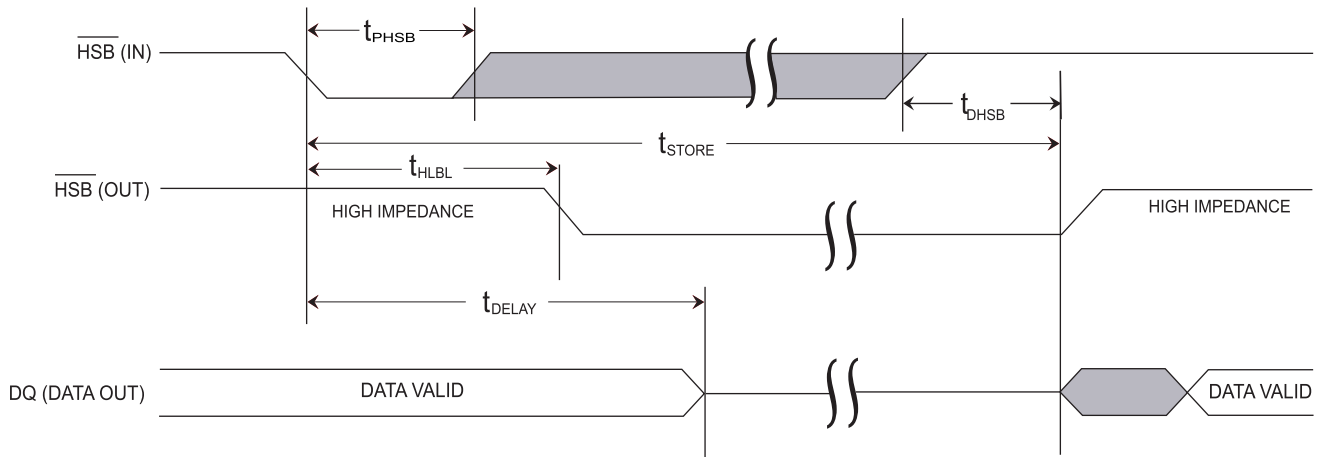 tPHSB
HSB (IN)
tDHSB
tSTORE
tHLBL
HSB (OUT)
HIGH IMPEDANCE
HIGH IMPEDANCE
tDELAY
DQ (DATA OUT)
DATA VALID
DATA VALID